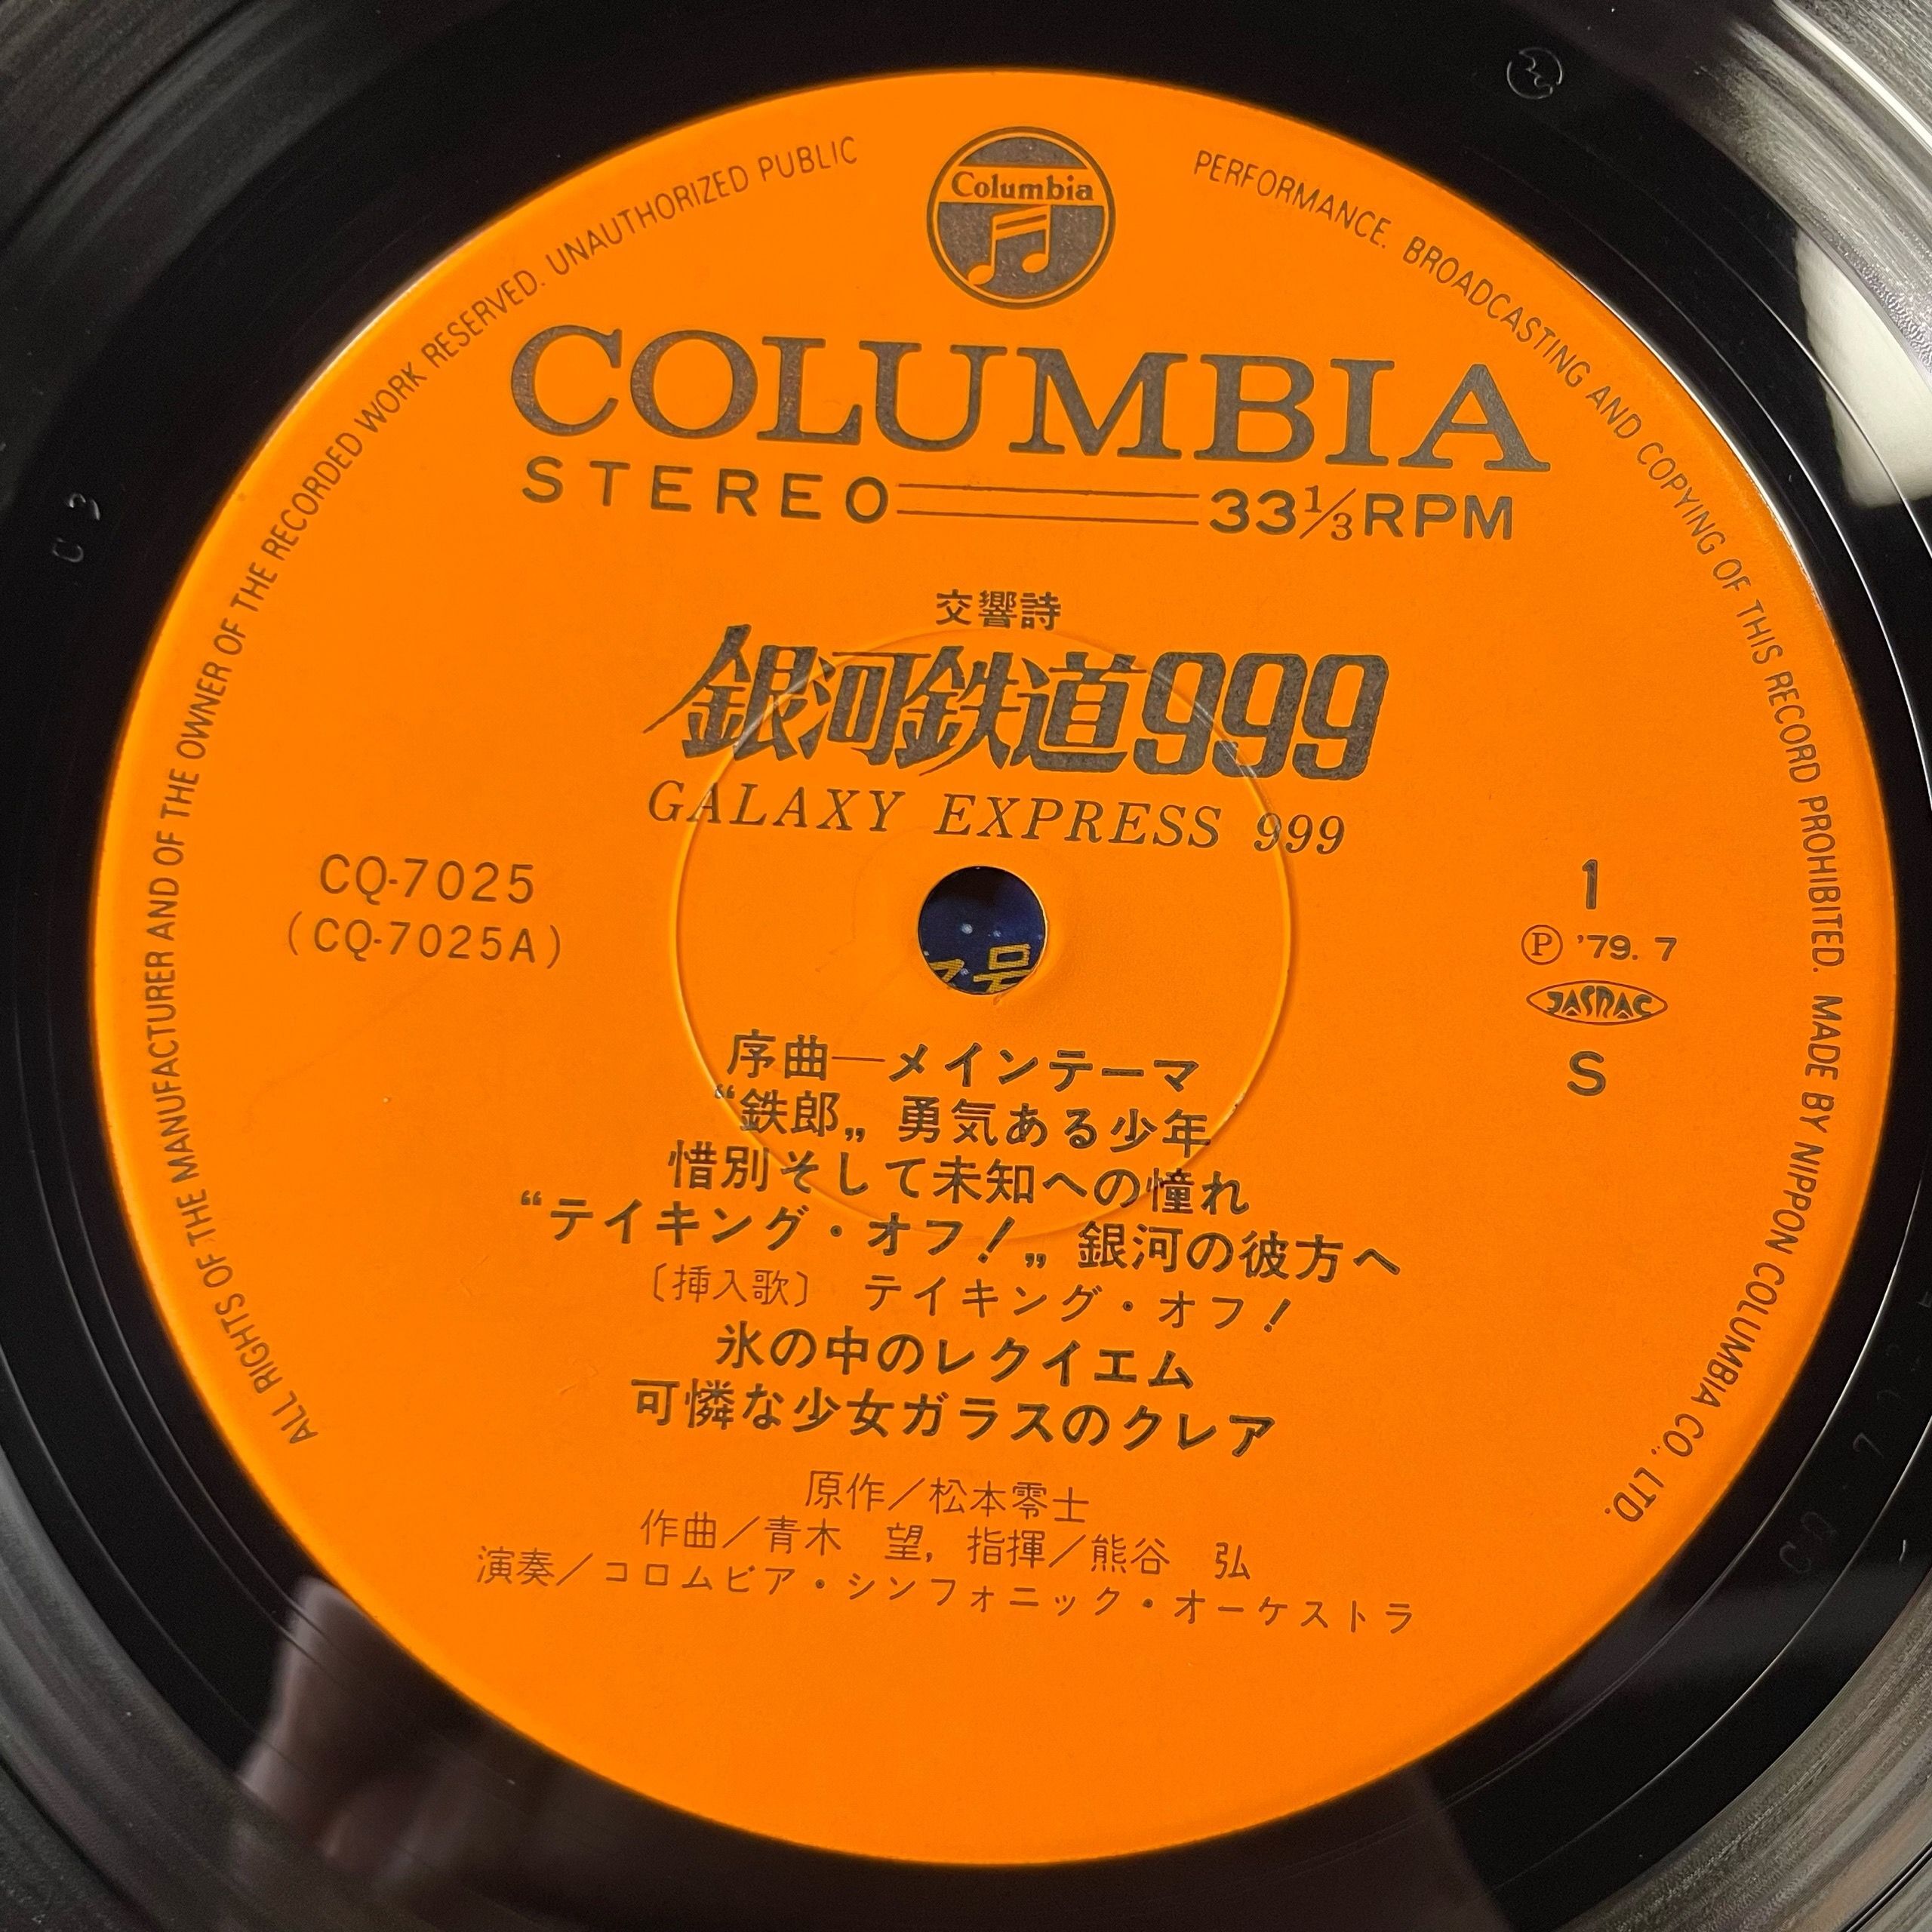 Columbia
ALL RIGHTS OF THE MANUFACTURER AND OF THE OWNER OF THE RECORDED WORK RESERVED. UNAUTHORIZED PUBLIC PERFORMANCE. BROADCASTING AND COPYING OF THIS RECORD PROHIBITED. MADE BY NIPPON COLUMBIA CO., LTD.
COLUMBIA
STEREO 33 1/3 RPM
交響詩
銀河鉄道999
GALAXY EXPRESS 999
CQ-7025
(CQ-7025A)
1
Ⓟ '79. 7
JASRAC
S
序曲―メインテーマ
“鉄郎„ 勇気ある少年
惜別そして未知への憧れ
“テイキング・オフ!„ 銀河の彼方へ
〔挿入歌〕 テイキング・オフ!
氷の中のレクイエム
可憐な少女ガラスのクレア
原作／松本零士
作曲／青木 望, 指揮／熊谷 弘
演奏／コロムビア・シンフォニック・オーケストラ